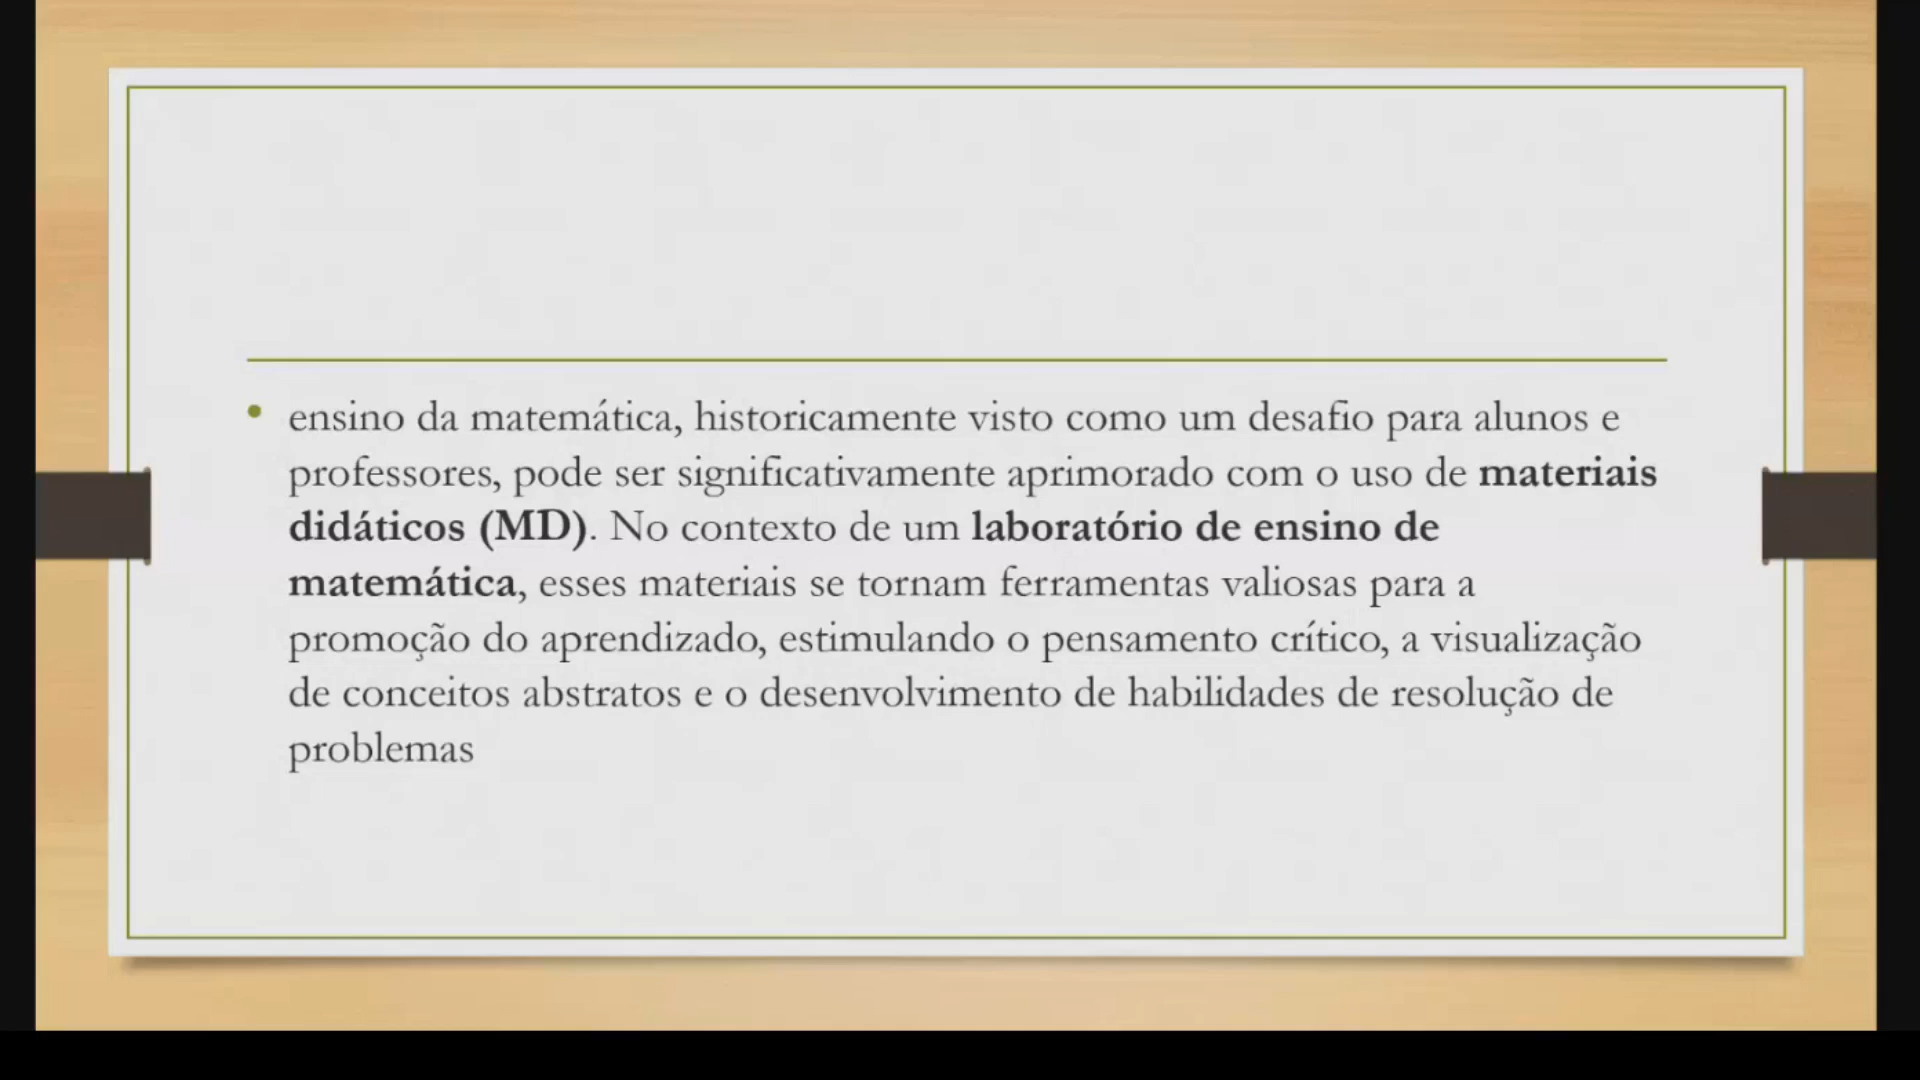 • ensino da matemática, historicamente visto como um desafio para alunos e
professores, pode ser significativamente aprimorado com o uso de materiais
didáticos (MD). No contexto de um laboratório de ensino de
matemática, esses materiais se tornam ferramentas valiosas para a
promoção do aprendizado, estimulando o pensamento crítico, a visualização
de conceitos abstratos e o desenvolvimento de habilidades de resolução de
problemas